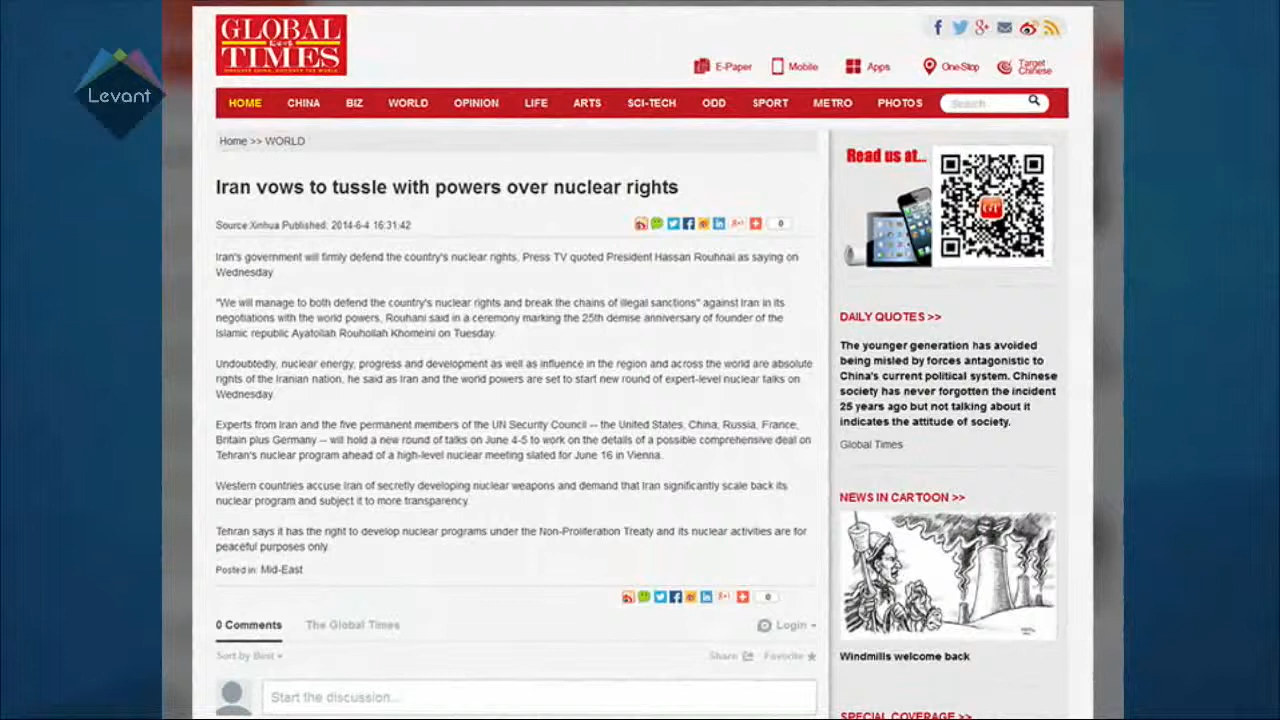 GLOBAL
TIMES
Levant
E-Paper
Mobile
Apps
One-Stop
Target
Chinese
HOME CHINA BIZ WORLD OPINION LIFE ARTS SCI-TECH ODD SPORT METRO PHOTOS Search
Home >> WORLD
Iran vows to tussle with powers over nuclear rights
Source:Xinhua Published: 2014-6-4 16:31:42
0
Iran's government will firmly defend the country's nuclear rights, Press TV quoted President Hassan Rouhnai as saying on
Wednesday.
"We will manage to both defend the country's nuclear rights and break the chains of illegal sanctions" against Iran in its
negotiations with the world powers, Rouhani said in a ceremony marking the 25th demise anniversary of founder of the
Islamic republic Ayatollah Rouhollah Khomeini on Tuesday.
Undoubtedly, nuclear energy, progress and development as well as influence in the region and across the world are absolute
rights of the Iranian nation, he said as Iran and the world powers are set to start new round of expert-level nuclear talks on
Wednesday.
Experts from Iran and the five permanent members of the UN Security Council -- the United States, China, Russia, France,
Britain plus Germany -- will hold a new round of talks on June 4-5 to work on the details of a possible comprehensive deal on
Tehran's nuclear program ahead of a high-level nuclear meeting slated for June 16 in Vienna.
Western countries accuse Iran of secretly developing nuclear weapons and demand that Iran significantly scale back its
nuclear program and subject it to more transparency.
Tehran says it has the right to develop nuclear programs under the Non-Proliferation Treaty and its nuclear activities are for
peaceful purposes only.
Posted in: Mid-East
0
0 Comments The Global Times Login
Sort by Best Share Favorite
Start the discussion...
Read us at...
GT
DAILY QUOTES >>
The younger generation has avoided
being misled by forces antagonistic to
China's current political system. Chinese
society has never forgotten the incident
25 years ago but not talking about it
indicates the attitude of society.
Global Times
NEWS IN CARTOON >>
Windmills welcome back
SPECIAL COVERAGE >>